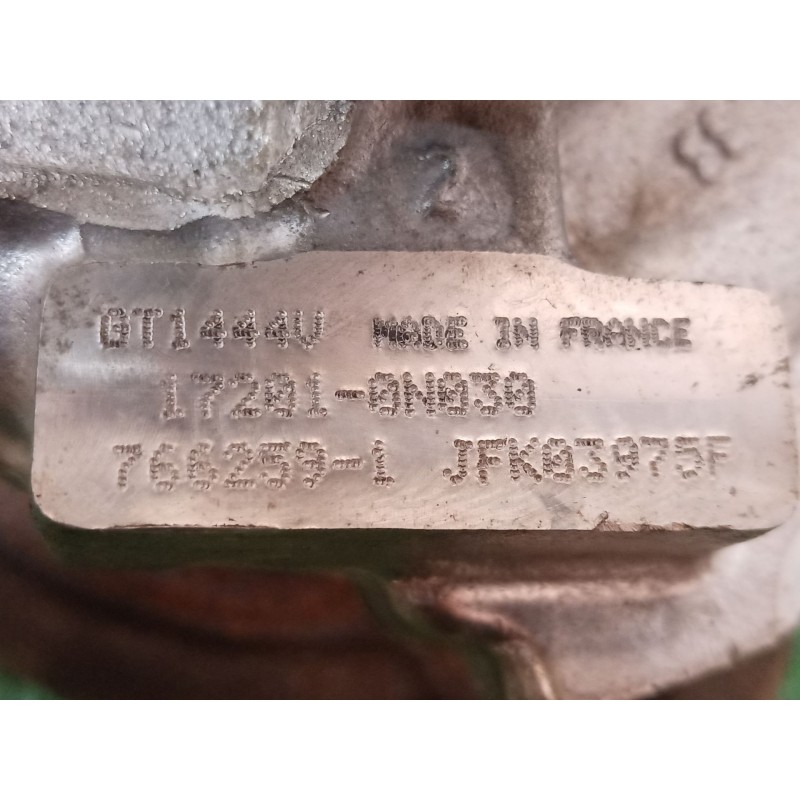 GT1444V MADE IN FRANCE
17201-0N030
766259-1 JFK03975F